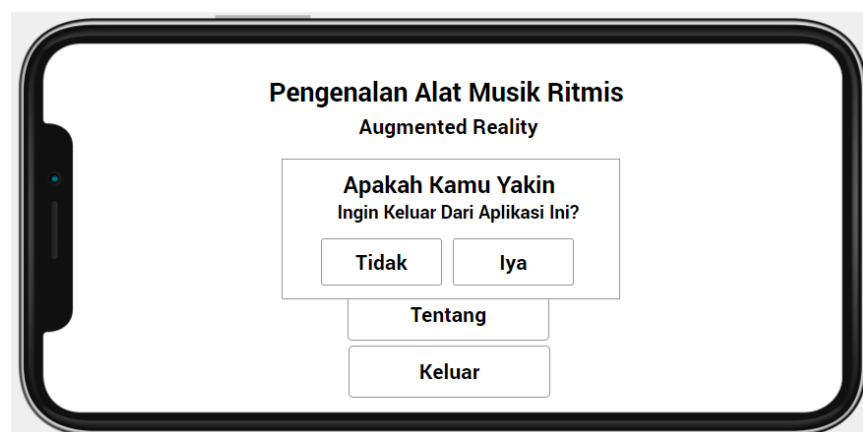 Pengenalan Alat Musik Ritmis
Augmented Reality
Apakah Kamu Yakin
Ingin Keluar Dari Aplikasi Ini?
Tidak Iya
Tentang
Keluar